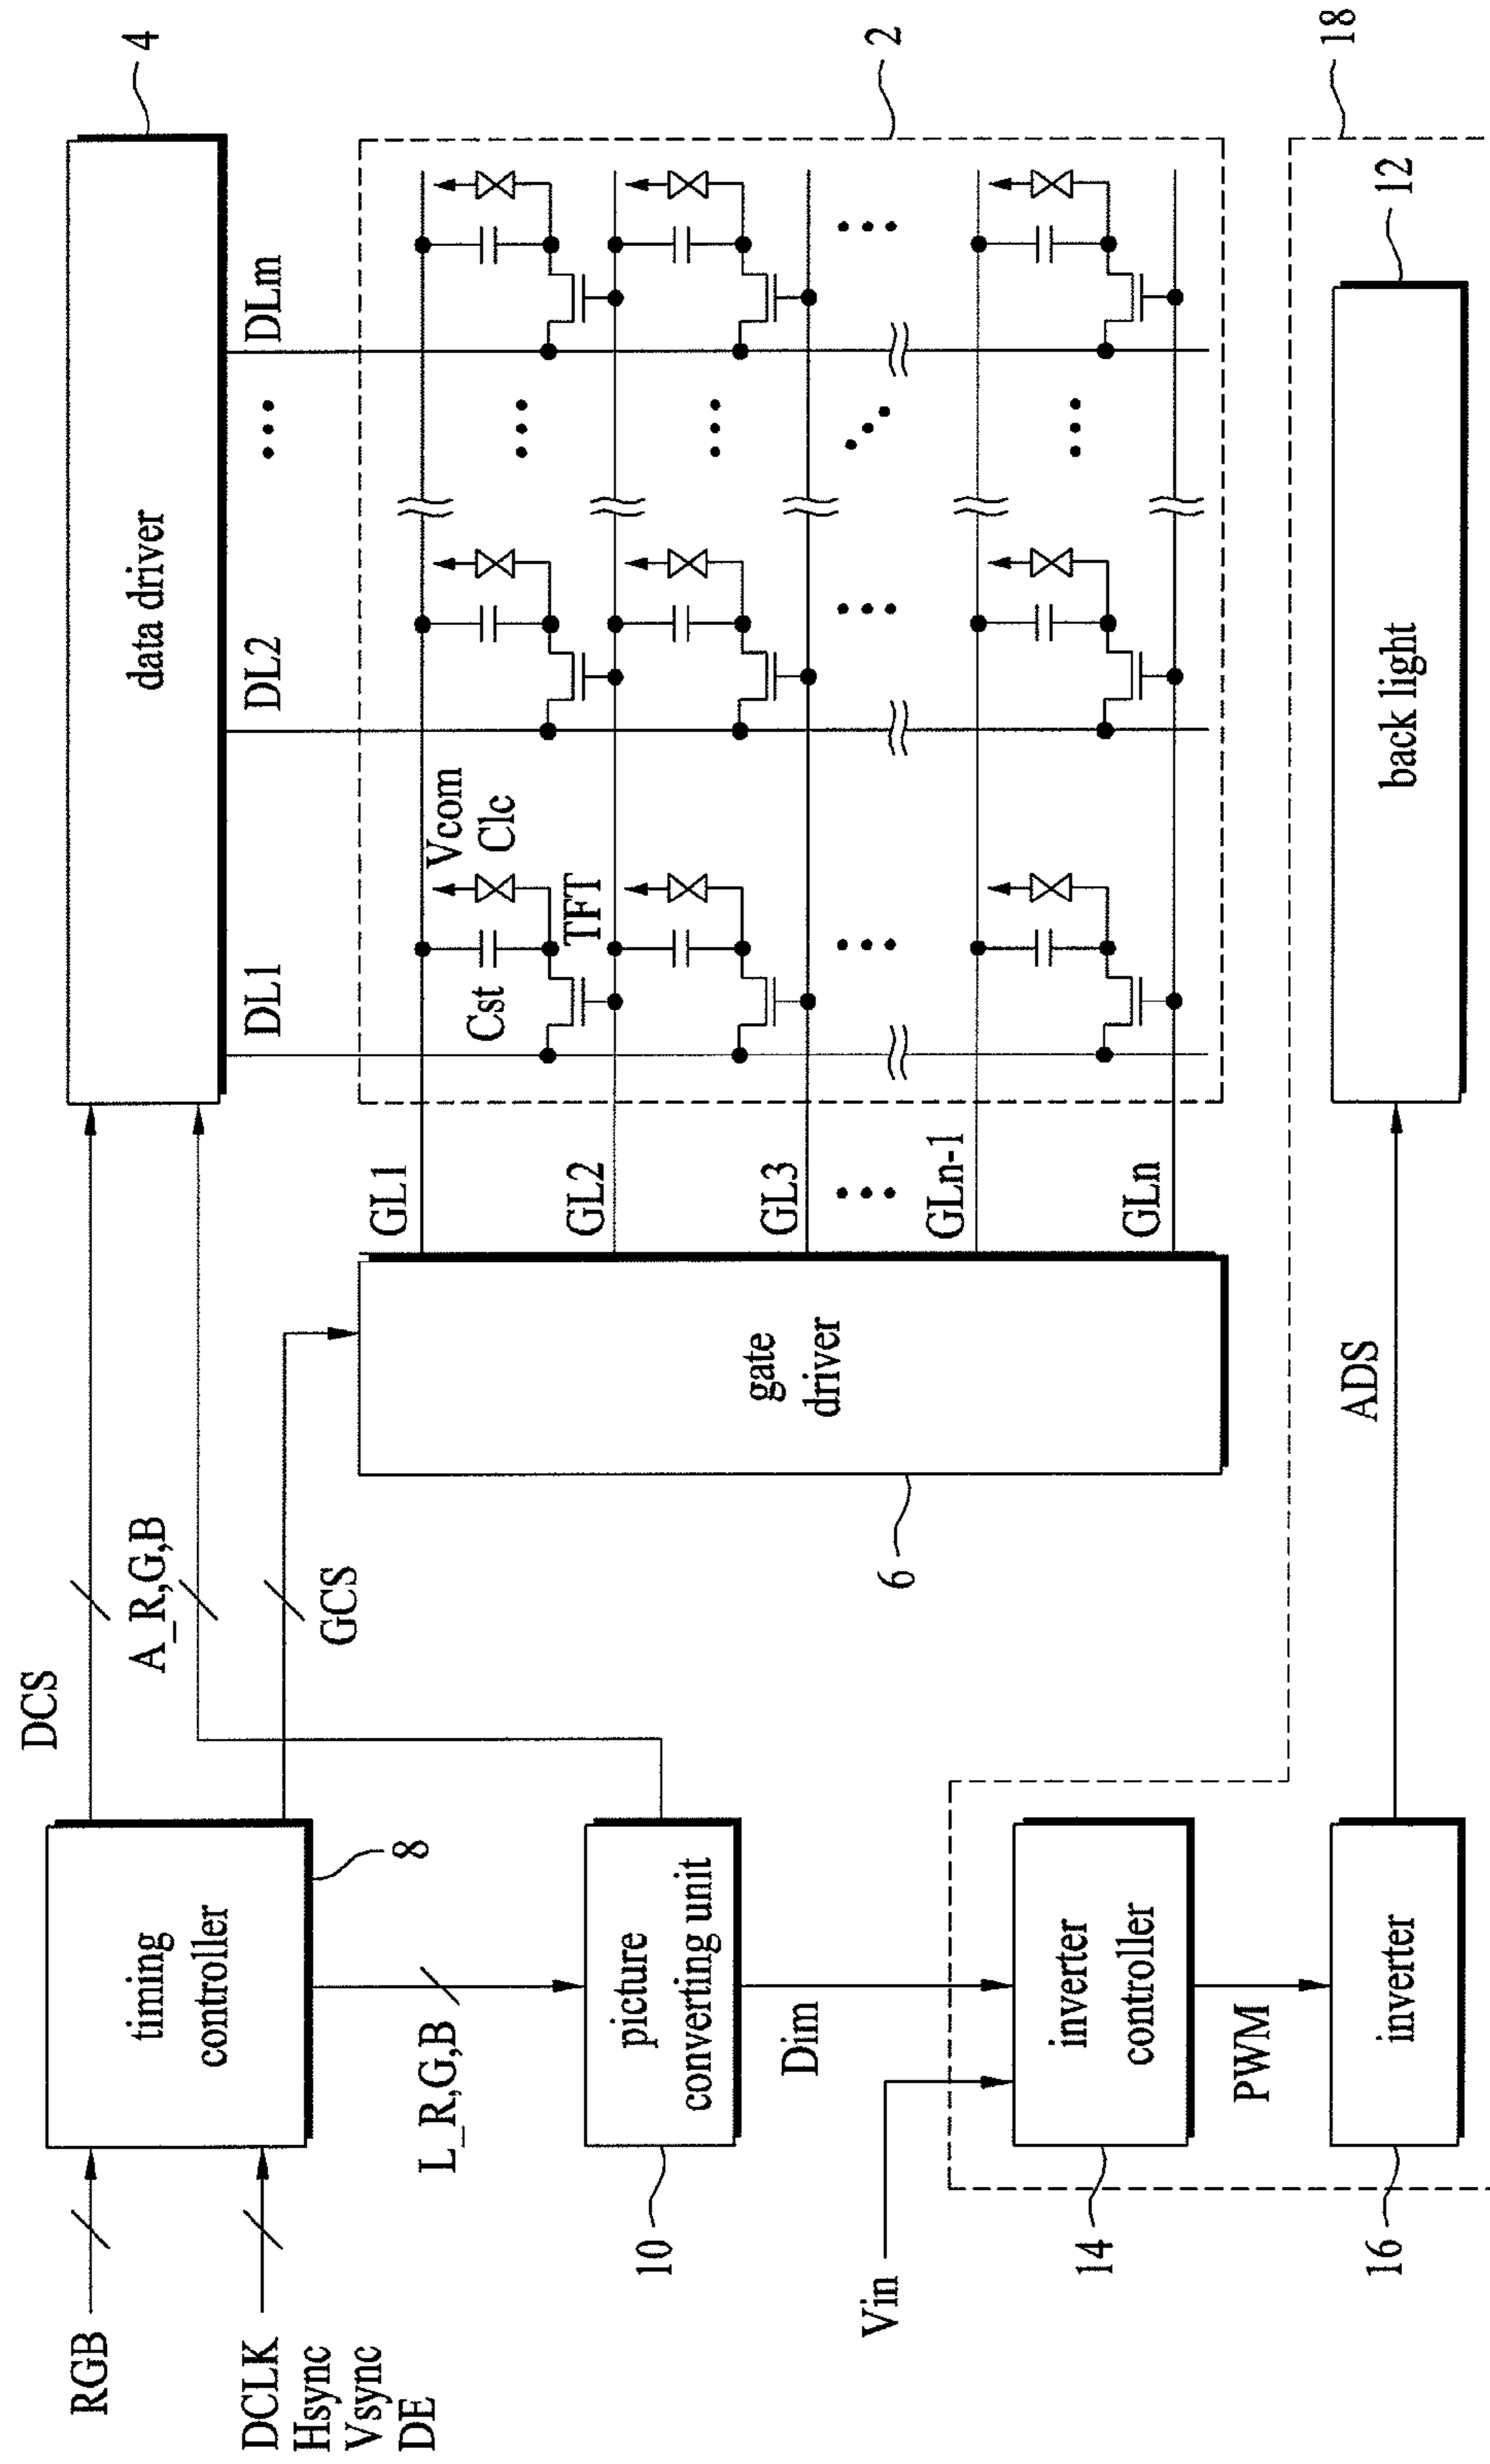 RGB
DCLK
Hsync
Vsync
DE
timing
controller
8
DCS
A_R,G,B
GCS
L_R,G,B
picture
converting unit
10
Dim
Vin
inverter
controller
14
PWM
inverter
16
ADS
back light
12
18
gate
driver
6
data driver
4
GL1
GL2
GL3
GLn-1
GLn
DL1
DL2
DLm
Cst
TFT
Vcom
Clc
2